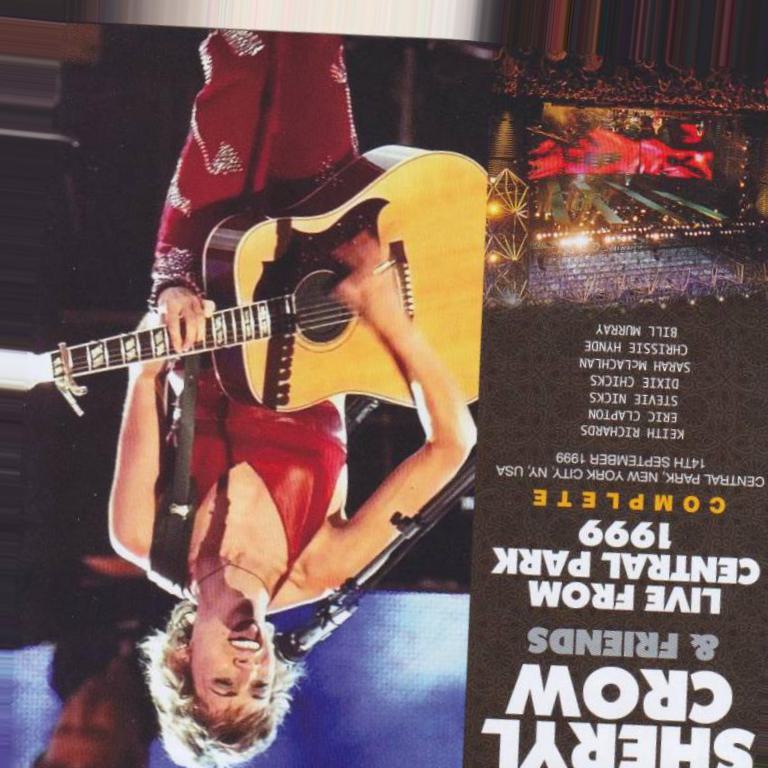 SHERYL
CROW
& FRIENDS
LIVE FROM
CENTRAL PARK
1999
COMPLETE
CENTRAL PARK, NEW YORK CITY, NY, USA
14TH SEPTEMBER 1999
KEITH RICHARDS
ERIC CLAPTON
STEVIE NICKS
DIXIE CHICKS
SARAH McLACHLAN
CHRISSIE HYNDE
BILL MURRAY